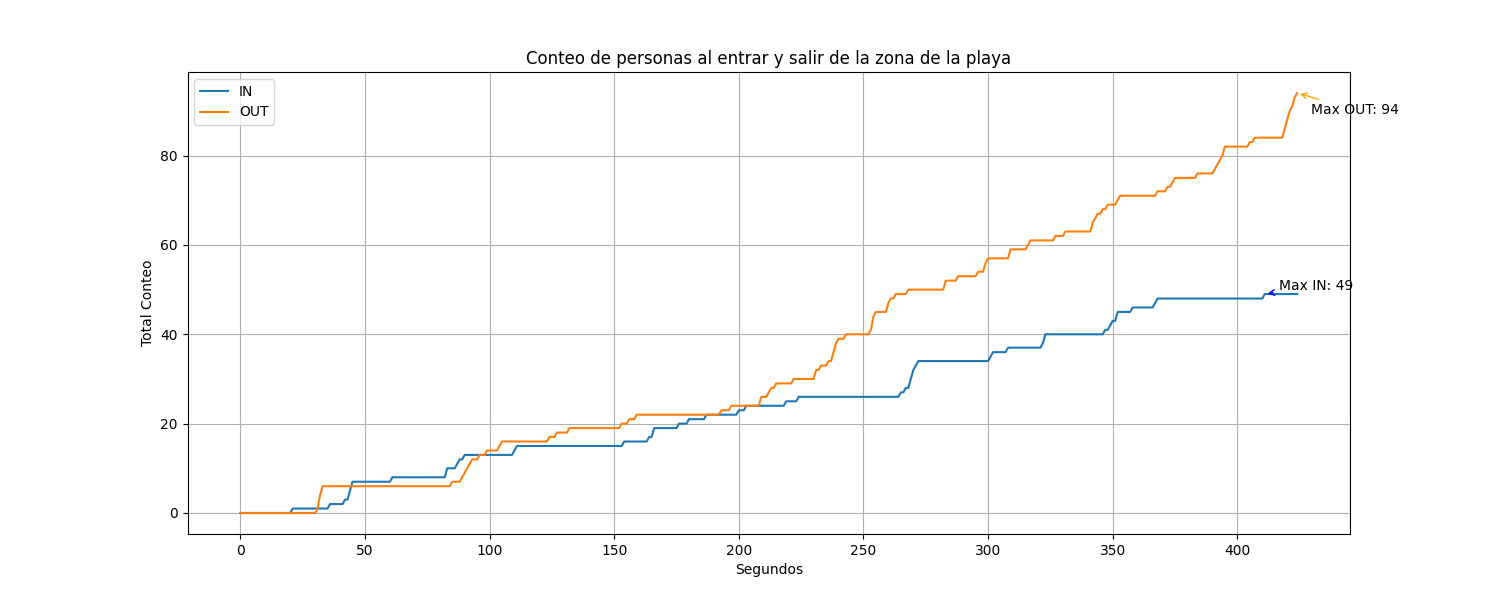 Conteo de personas al entrar y salir de la zona de la playa
IN
OUT
Max OUT: 94
Max IN: 49
Total Conteo
80
60
40
20
0
0 50 100 150 200 250 300 350 400
Segundos